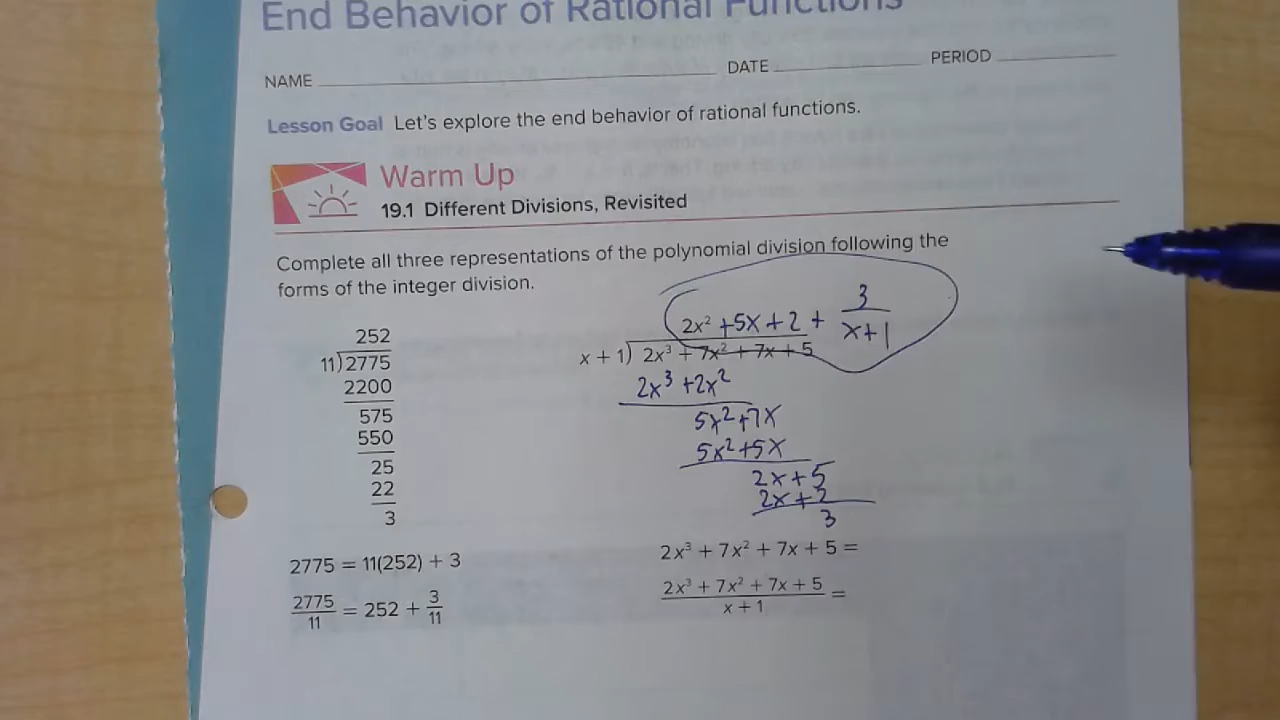 End Behavior of Rational Functions
NAME DATE PERIOD
Lesson Goal Let's explore the end behavior of rational functions.
Warm Up
19.1 Different Divisions, Revisited
Complete all three representations of the polynomial division following the
forms of the integer division.
252
11)2775
2200
575
550
25
22
3
2775 = 11(252) + 3
2775/11 = 252 + 3/11
2x² + 5x + 2 + 3/(x+1)
x + 1) 2x³ + 7x² + 7x + 5
2x³ + 2x²
5x² + 7x
5x² + 5x
2x + 5
2x + 2
3
2x³ + 7x² + 7x + 5 =
(2x³ + 7x² + 7x + 5)/(x + 1) =